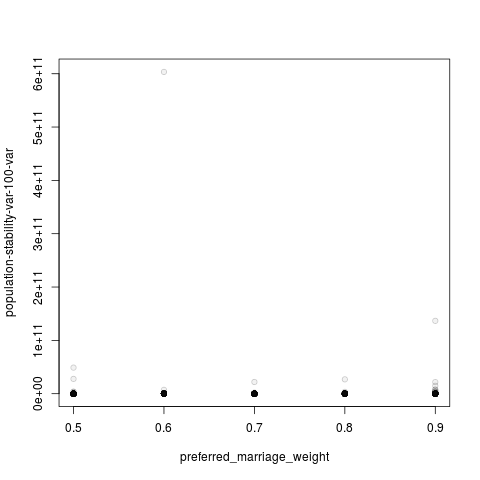 6e+11
5e+11
4e+11
3e+11
2e+11
1e+11
0e+00
population-stability-var-100-var
0.5 0.6 0.7 0.8 0.9
preferred_marriage_weight